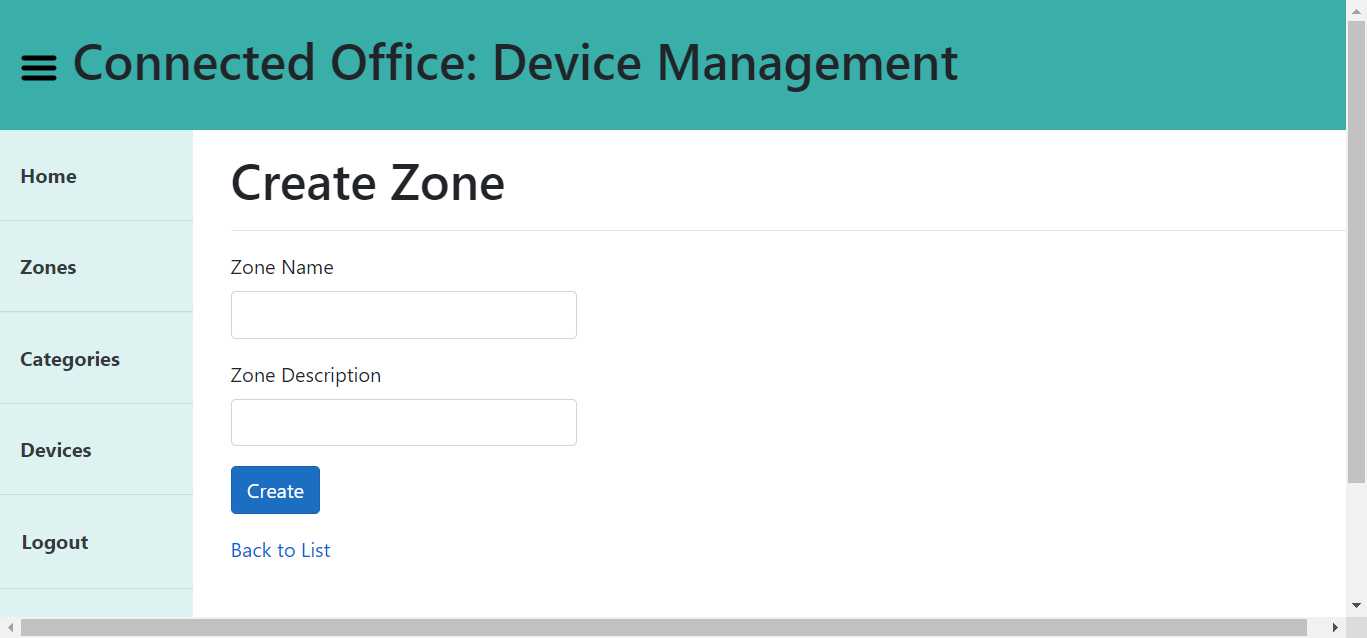 Connected Office: Device Management
Home
Zones
Categories
Devices
Logout
Create Zone
Zone Name
Zone Description
Create
Back to List